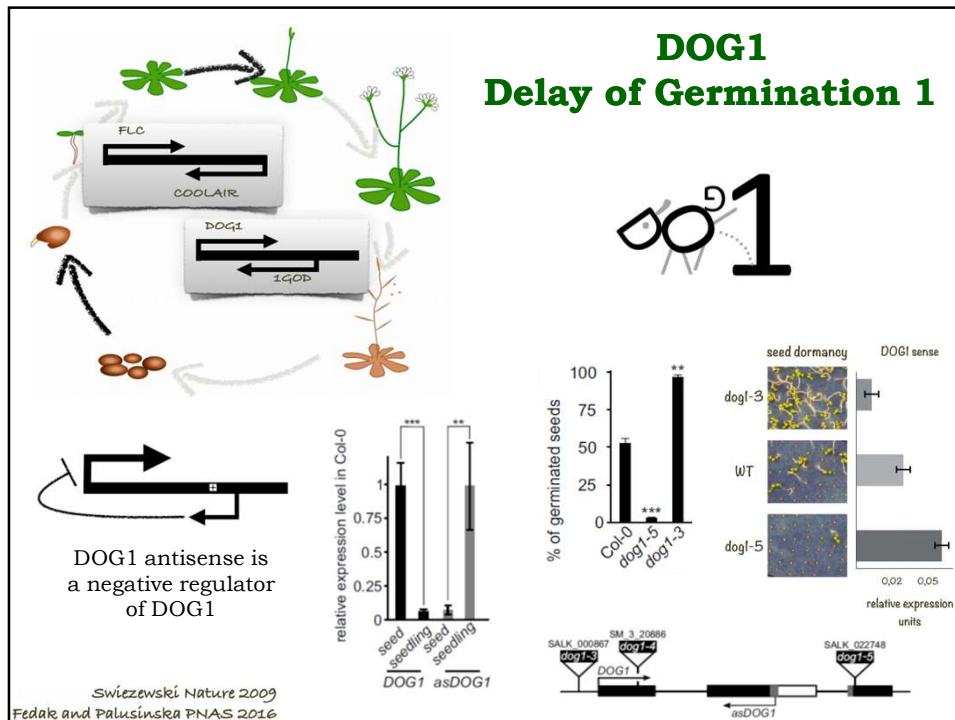 DOG1
Delay of Germination 1
FLC
COOLAIR
DOG1
1GOD
DOG1
DOG1 antisense is
a negative regulator
of DOG1
relative expression level in Col-0
1
0.75
0.50
0.25
0
***
**
seed
seedling
seed
seedling
DOG1
asDOG1
% of germinated seeds
100
75
50
25
0
**
***
Col-0
dog1-5
dog1-3
seed dormancy
DOG1 sense
dog1-3
WT
dog1-5
0,02
0,05
relative expression
units
SALK_000867
SM_3_20886
SALK_022748
dog1-3
dog1-4
dog1-5
DOG1
asDOG1
Swiezewski Nature 2009
Fedak and Palusinska PNAS 2016